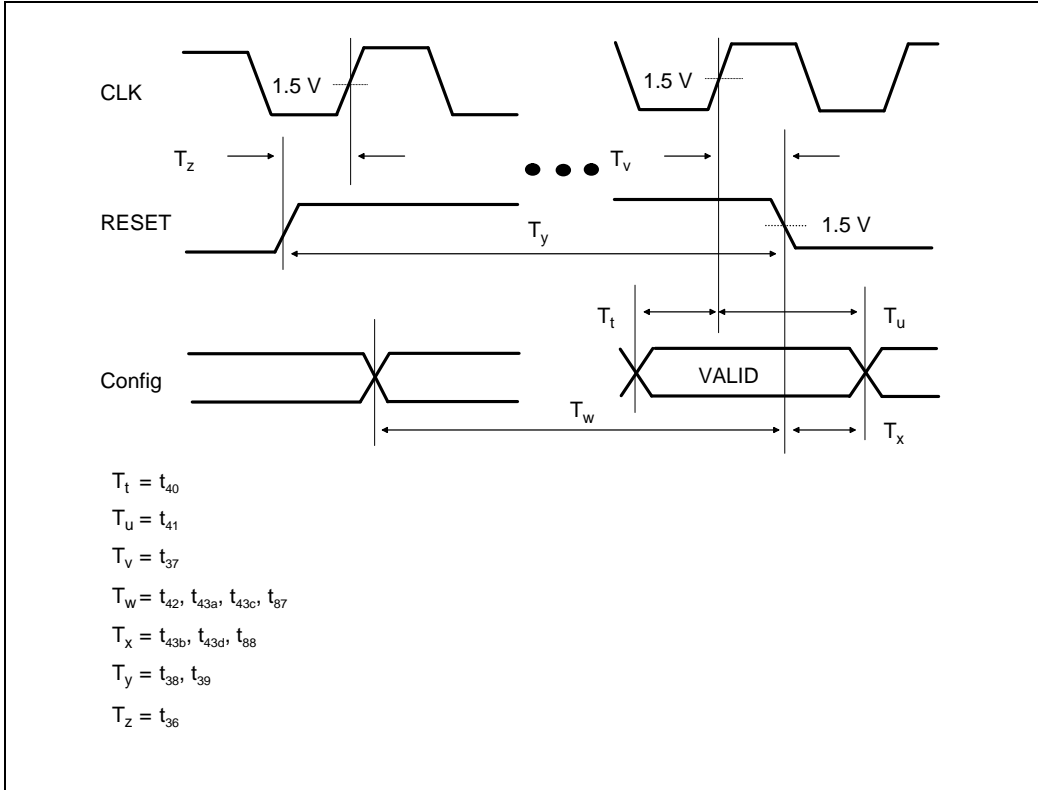 CLK
1.5 V
1.5 V
Tz
Tv
RESET
Ty
1.5 V
Tt
Tu
Config
VALID
Tw
Tx
Tt = t40
Tu = t41
Tv = t37
Tw = t42, t43a, t43c, t87
Tx = t43b, t43d, t88
Ty = t38, t39
Tz = t36